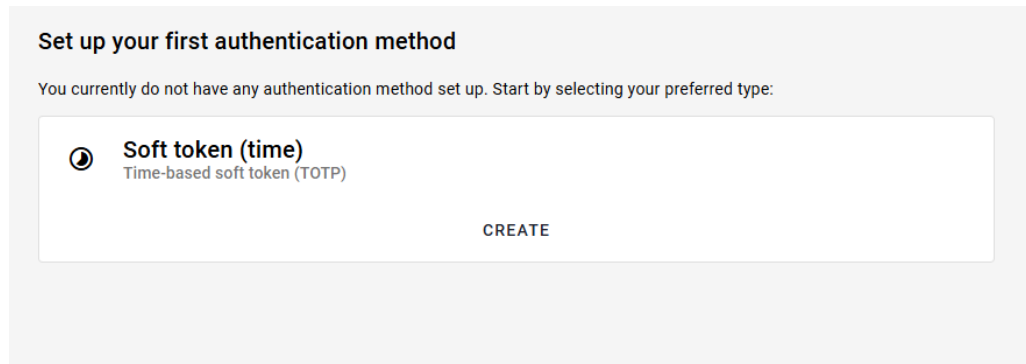 Set up your first authentication method
You currently do not have any authentication method set up. Start by selecting your preferred type:
Soft token (time)
Time-based soft token (TOTP)
CREATE